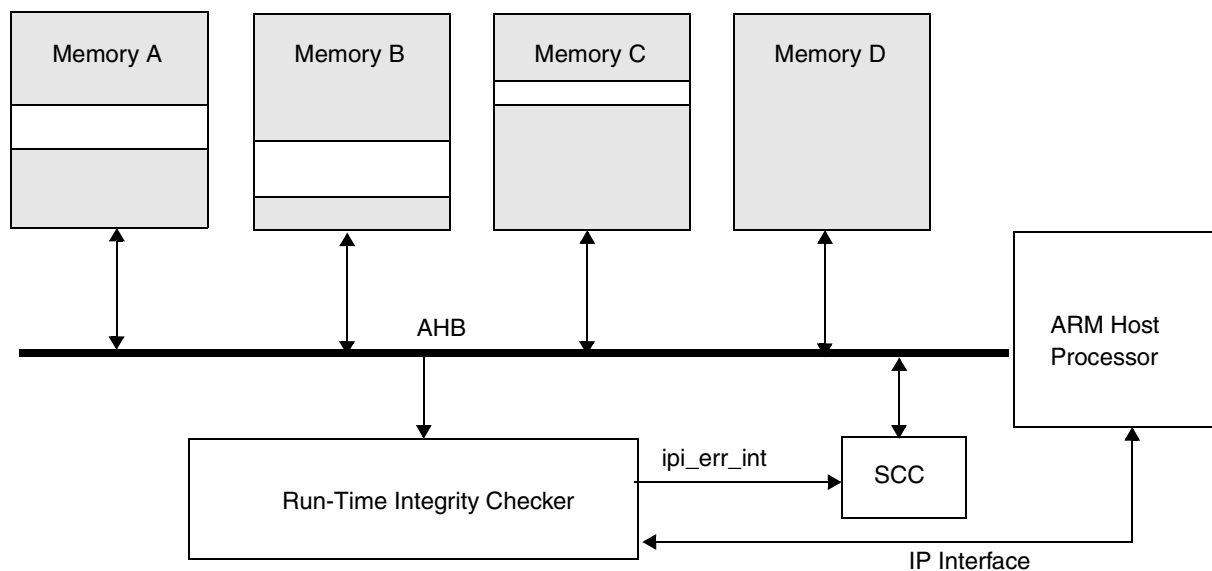 Memory A
Memory B
Memory C
Memory D
AHB
ARM Host
Processor
ipi_err_int
SCC
Run-Time Integrity Checker
IP Interface